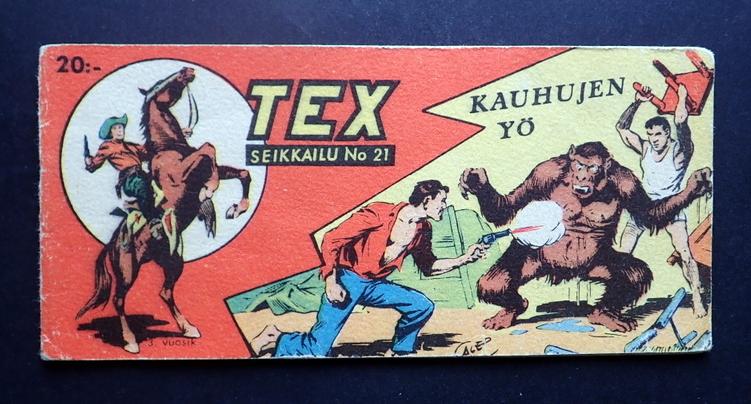 20:-
TEX
SEIKKAILU No 21
KAUHUJEN
YÖ
3. VUOSIK.